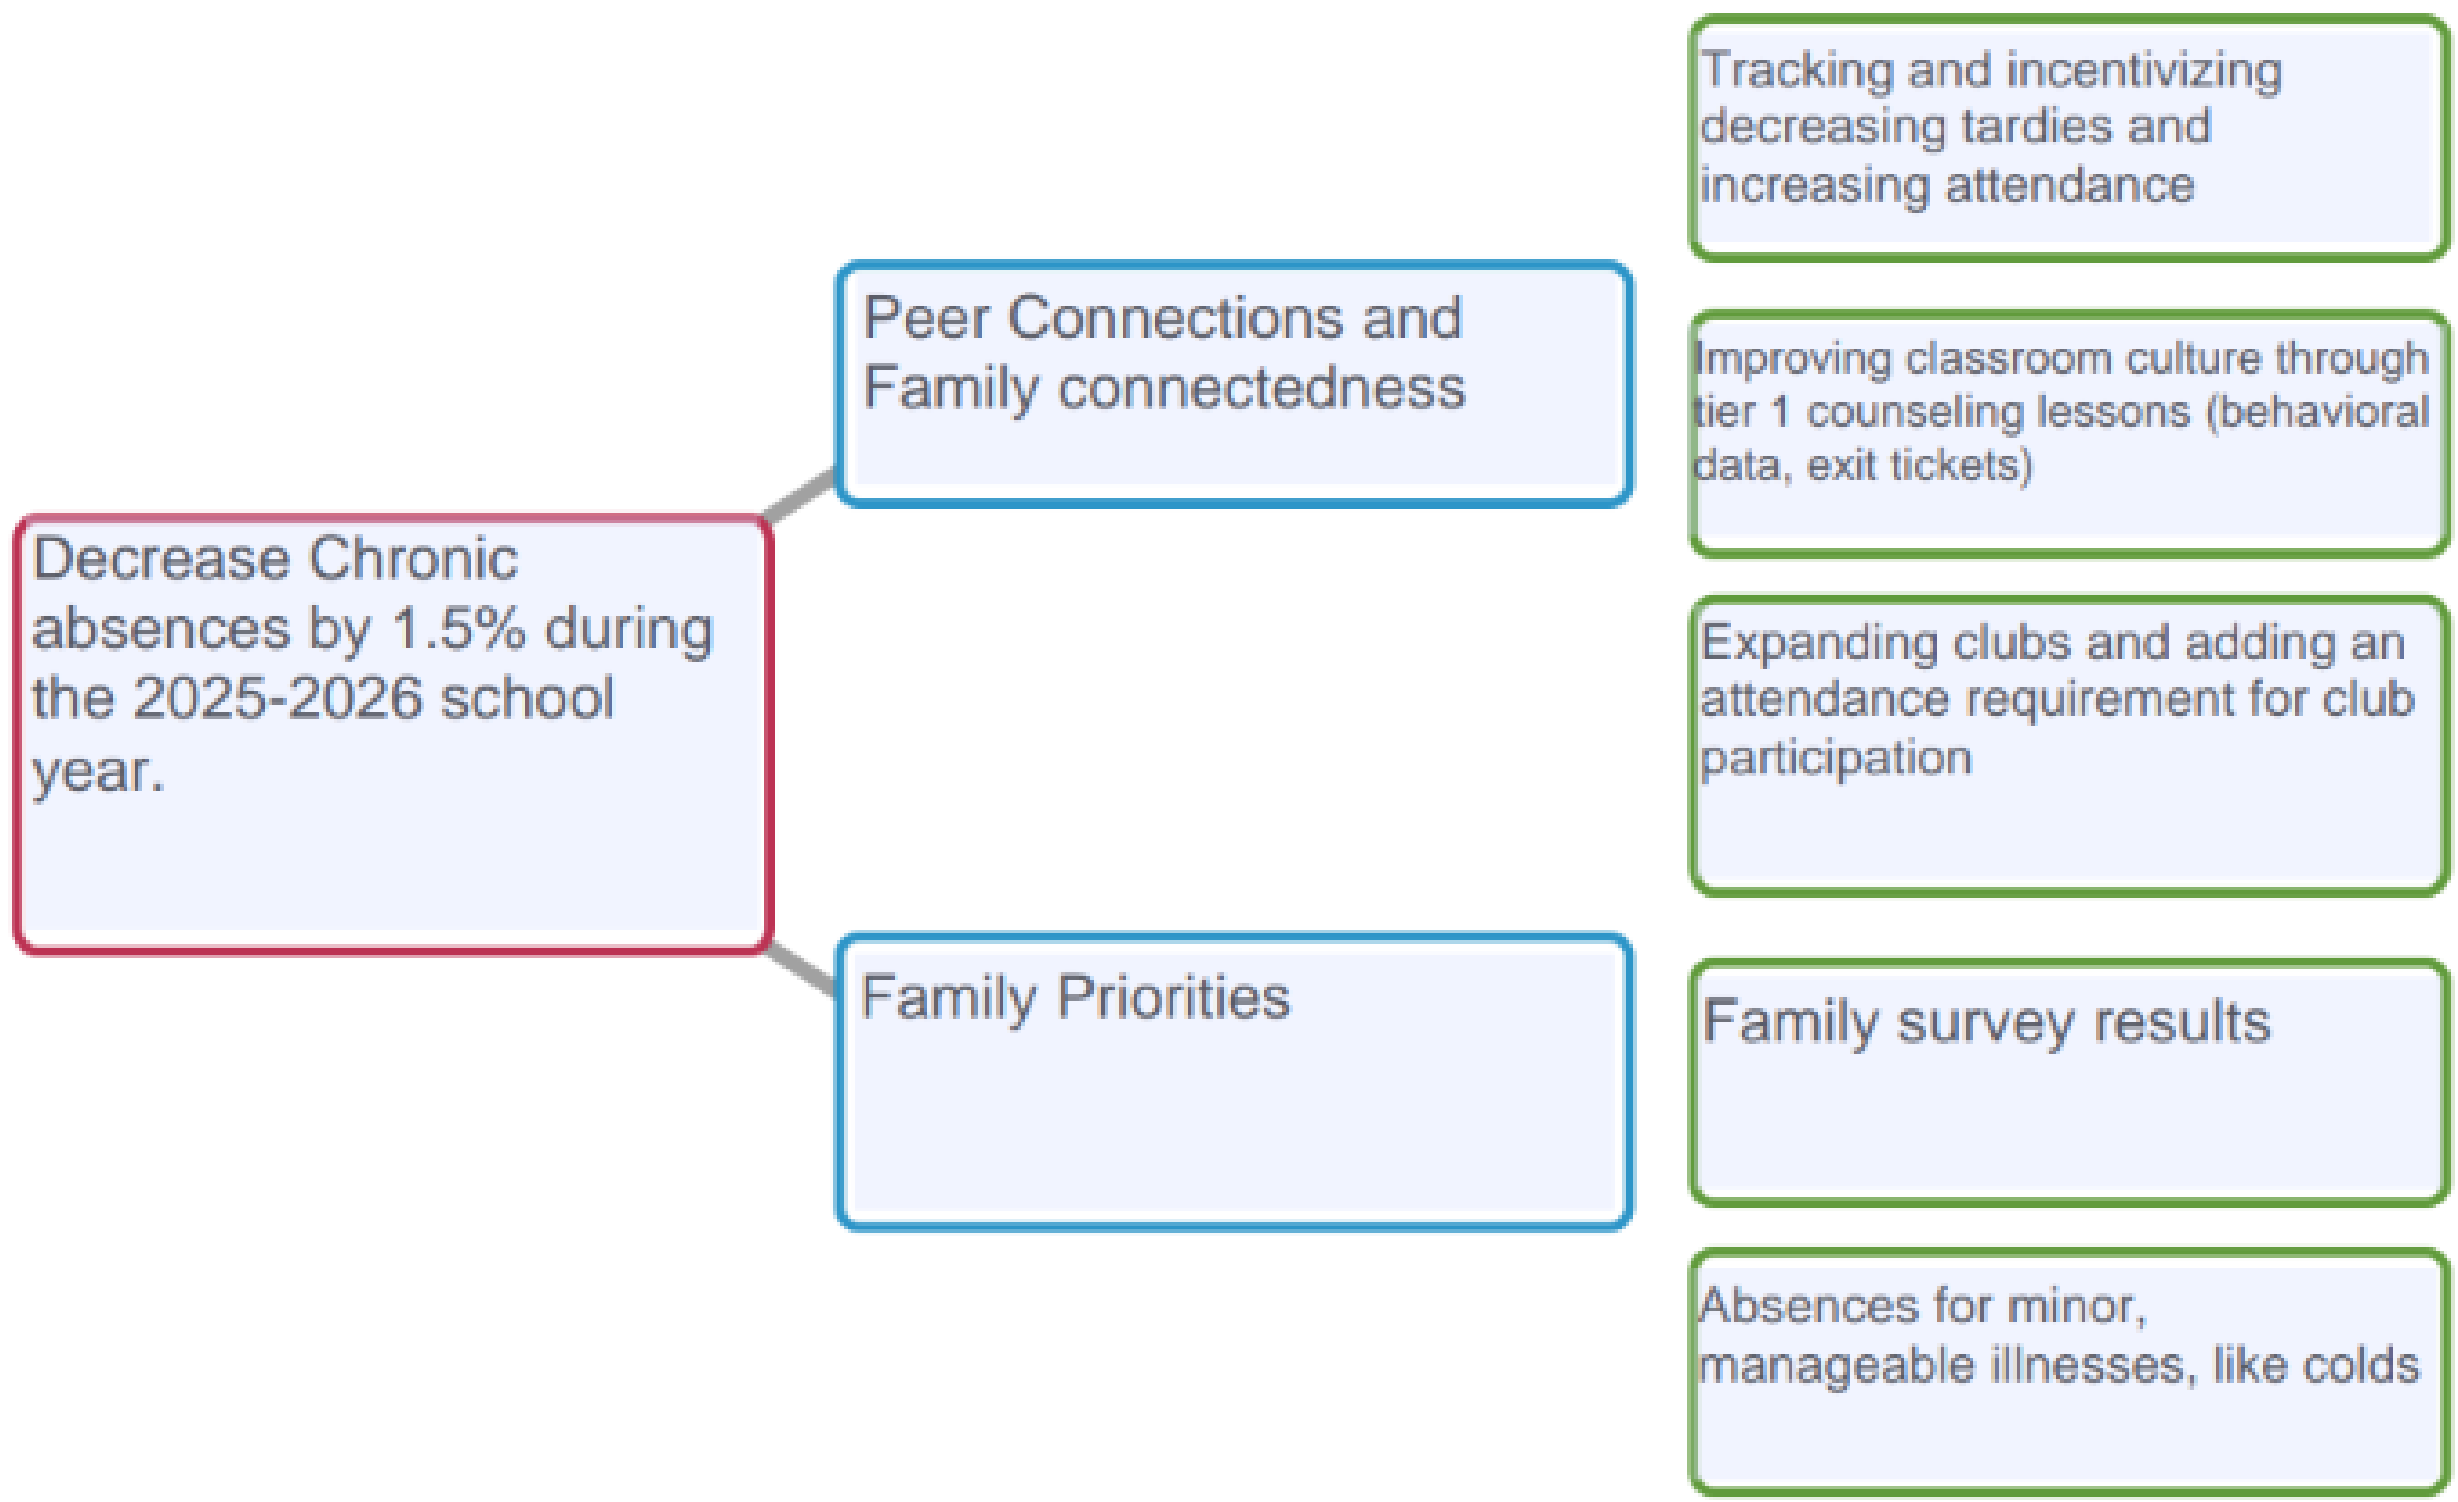 Decrease Chronic
absences by 1.5% during
the 2025-2026 school
year.
Peer Connections and
Family connectedness
Family Priorities
Tracking and incentivizing
decreasing tardies and
increasing attendance
Improving classroom culture through
tier 1 counseling lessons (behavioral
data, exit tickets)
Expanding clubs and adding an
attendance requirement for club
participation
Family survey results
Absences for minor,
manageable illnesses, like colds